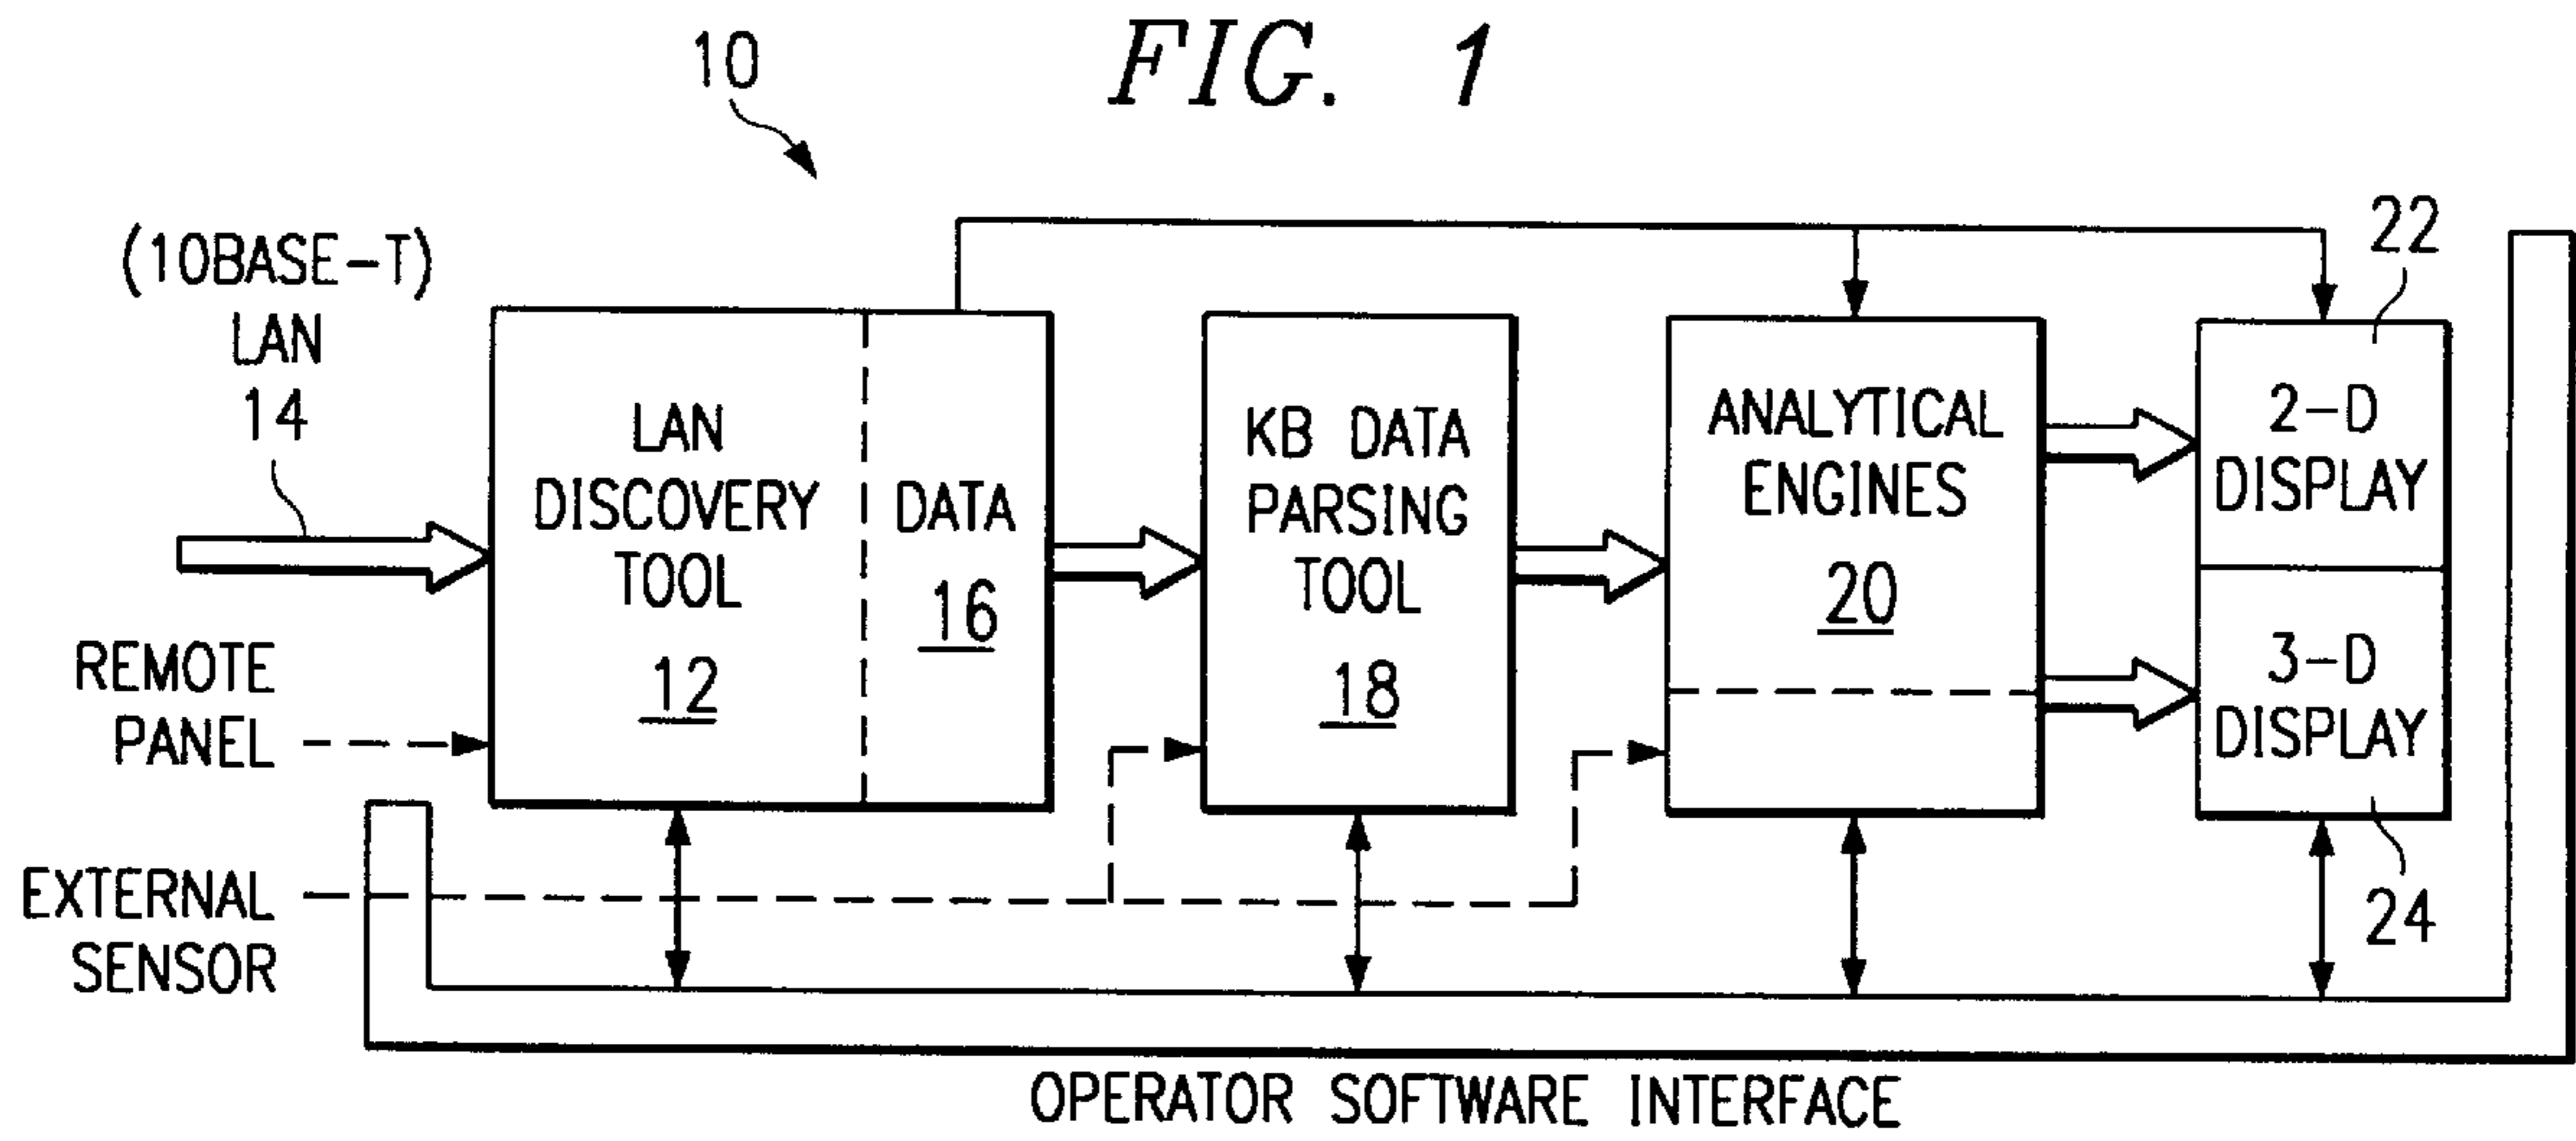 FIG. 1
10
(10BASE-T)
LAN
14
REMOTE
PANEL
EXTERNAL
SENSOR
LAN
DISCOVERY
TOOL
12
DATA
16
KB DATA
PARSING
TOOL
18
ANALYTICAL
ENGINES
20
22
2-D
DISPLAY
3-D
DISPLAY
24
OPERATOR SOFTWARE INTERFACE